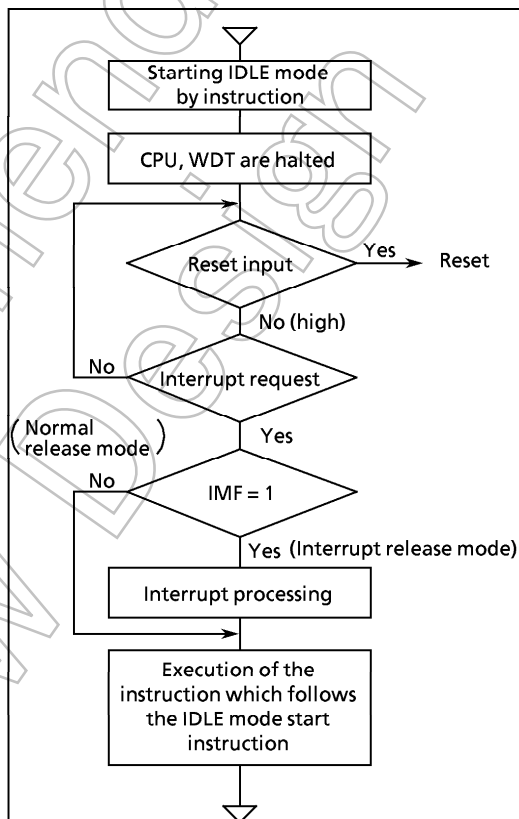 Starting IDLE mode
by instruction
CPU, WDT are halted
Reset input
Yes
Reset
No (high)
No
Interrupt request
Yes
(Normal
release mode)
No
IMF = 1
Yes (Interrupt release mode)
Interrupt processing
Execution of the
instruction which follows
the IDLE mode start
instruction
Design